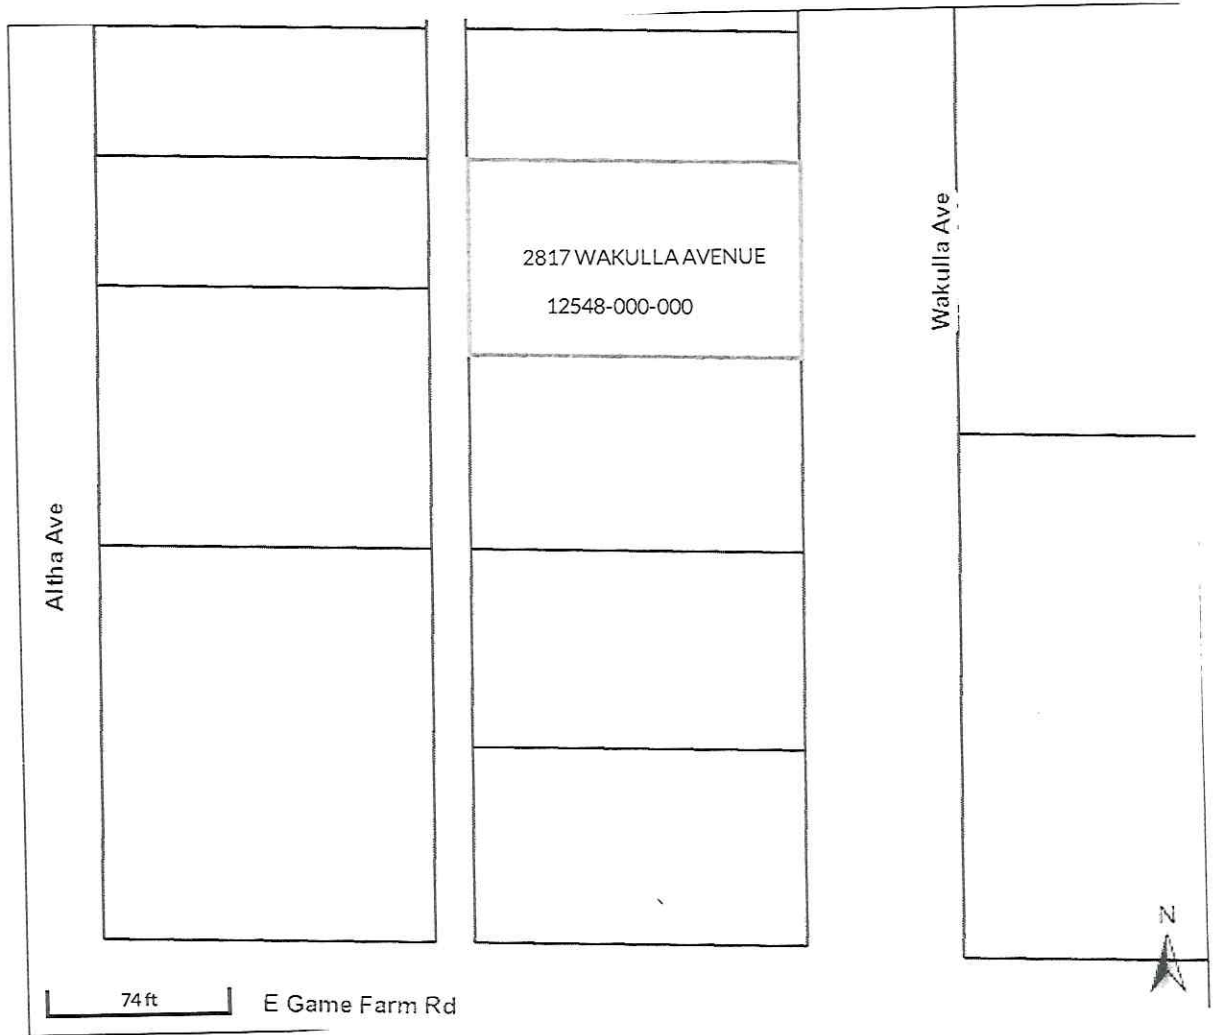 2817 WAKULLA AVENUE
12548-000-000
Wakulla Ave
Altha Ave
N
74 ft
E Game Farm Rd